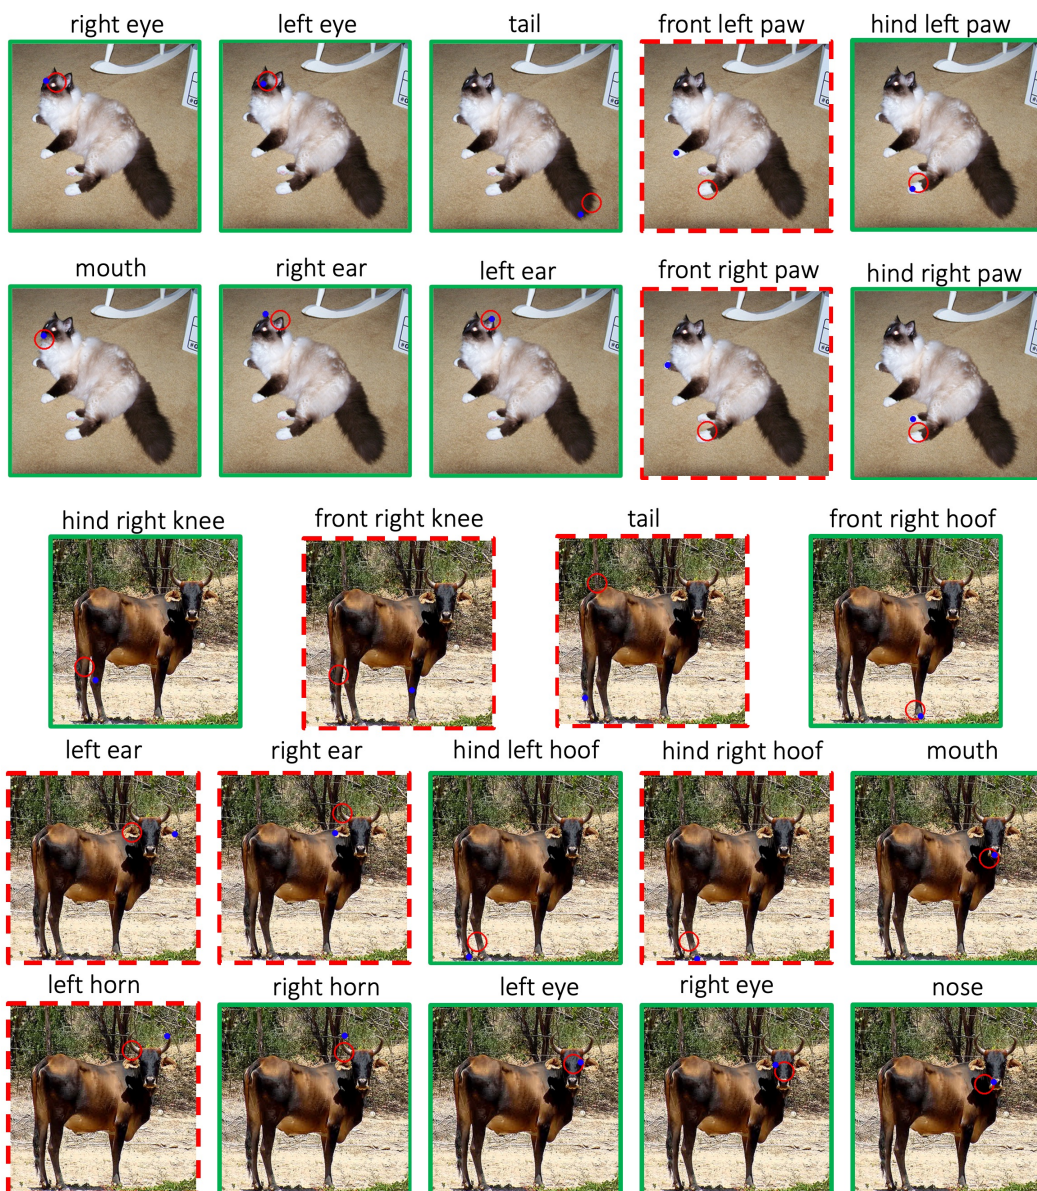 right eye
left eye
tail
front left paw
hind left paw
mouth
right ear
left ear
front right paw
hind right paw
hind right knee
front right knee
tail
front right hoof
left ear
right ear
hind left hoof
hind right hoof
mouth
left horn
right horn
left eye
right eye
nose